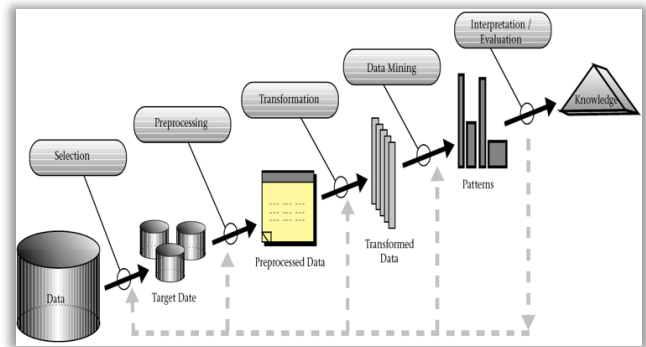 Interpretation /
Evaluation
Data Mining
Knowledge
Transformation
Preprocessing
Patterns
Selection
Transformed
Data
Preprocessed Data
Target Date
Data